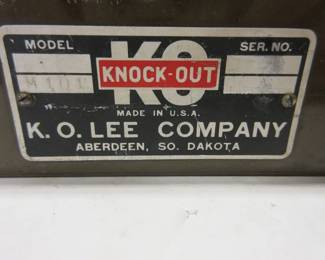 MODEL SER. NO.
KO
KNOCK-OUT
MADE IN U.S.A.
K. O. LEE COMPANY
ABERDEEN, SO. DAKOTA